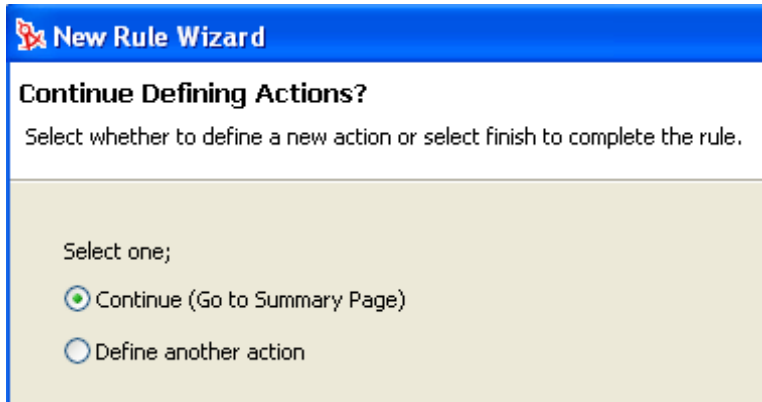 New Rule Wizard
Continue Defining Actions?
Select whether to define a new action or select finish to complete the rule.
Select one;
Continue (Go to Summary Page)
Define another action